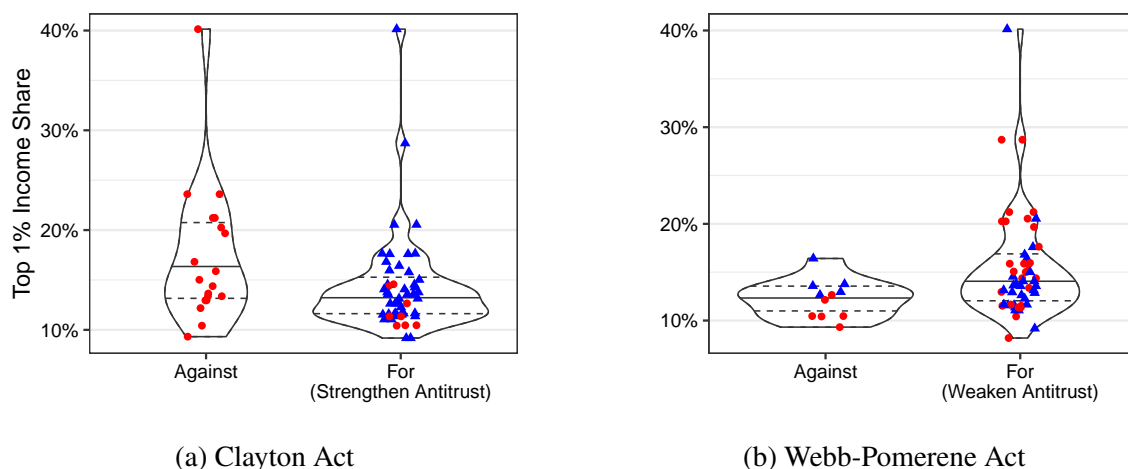 40%
30%
20%
10%
Top 1% Income Share
Against
For
(Strengthen Antitrust)
(a) Clayton Act
40%
30%
20%
10%
Against
For
(Weaken Antitrust)
(b) Webb-Pomerene Act